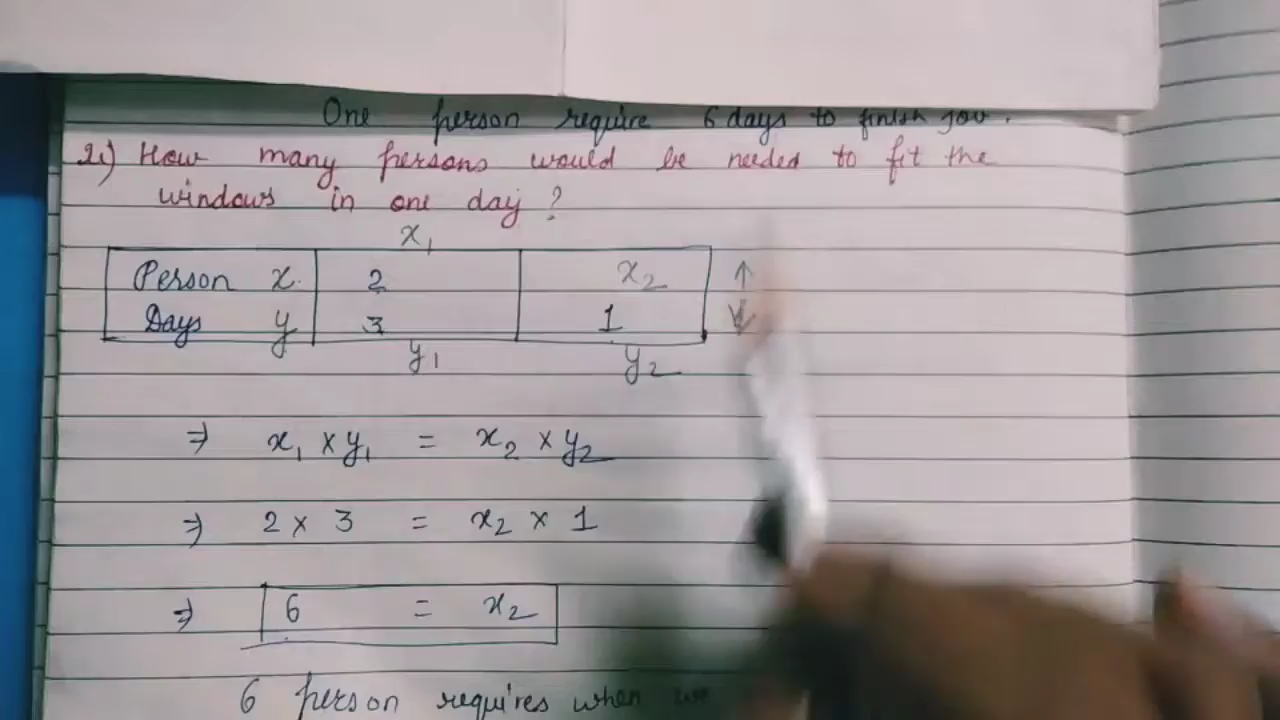 One person require 6 days to finish
2.) How many persons would be needed to fit the
windows in one day ?
x₁
Person x 2 x₂ ↑
Days y 3 1 ↓
y₁ y₂
⇒ x₁ × y₁ = x₂ × y₂
⇒ 2 × 3 = x₂ × 1
⇒ 6 = x₂
6 person requires when we